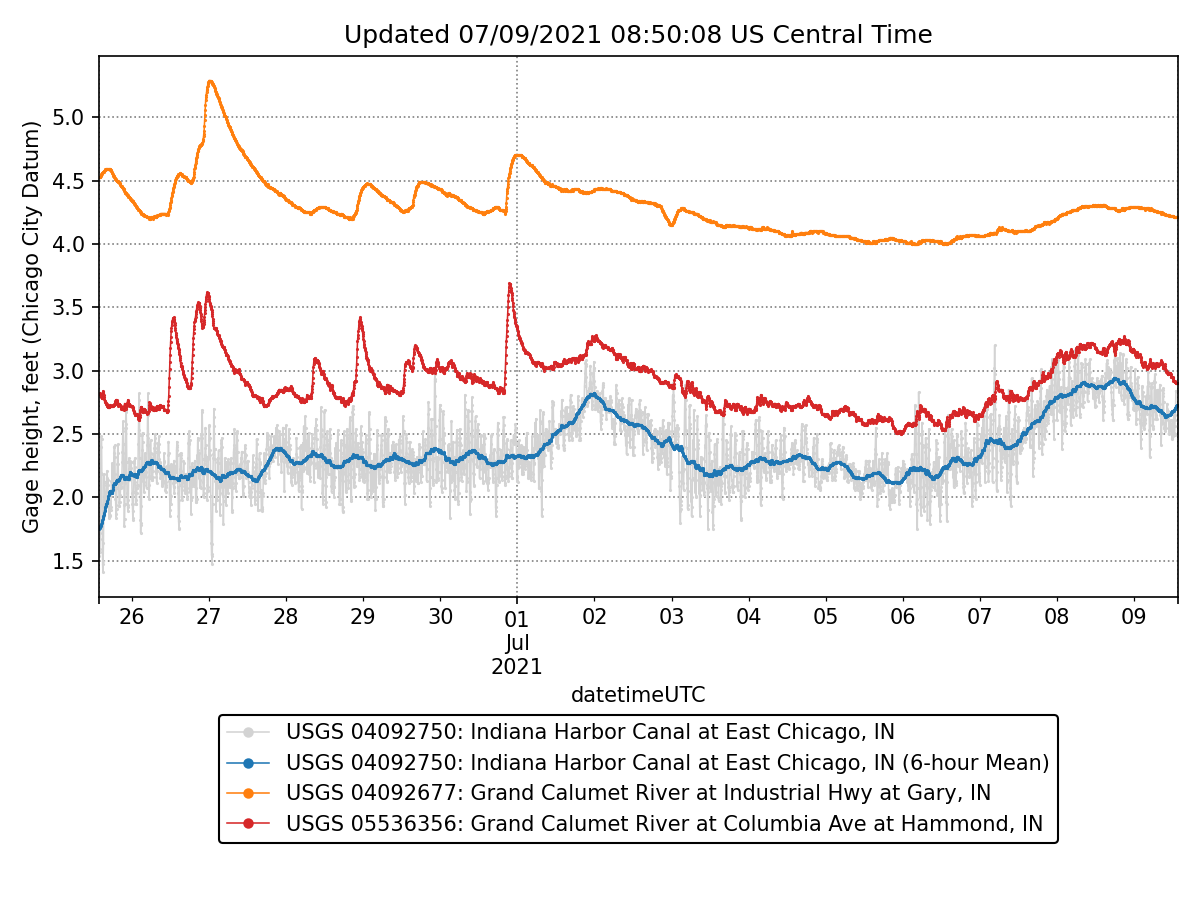 Updated 07/09/2021 08:50:08 US Central Time
Gage height, feet (Chicago City Datum)
5.0
4.5
4.0
3.5
3.0
2.5
2.0
1.5
26 27 28 29 30 01 02 03 04 05 06 07 08 09
Jul
2021
datetimeUTC
USGS 04092750: Indiana Harbor Canal at East Chicago, IN
USGS 04092750: Indiana Harbor Canal at East Chicago, IN (6-hour Mean)
USGS 04092677: Grand Calumet River at Industrial Hwy at Gary, IN
USGS 05536356: Grand Calumet River at Columbia Ave at Hammond, IN